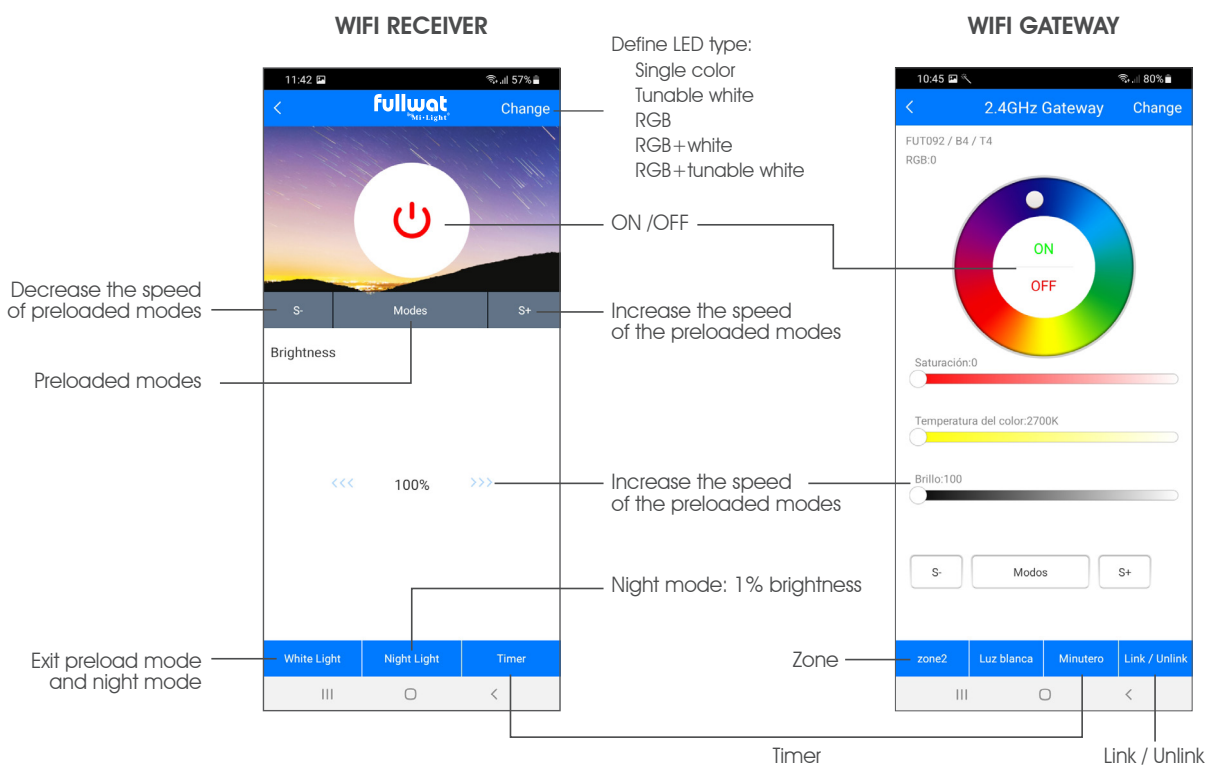 WIFI RECEIVER
WIFI GATEWAY
Define LED type:
Single color
Tunable white
RGB
RGB+white
RGB+tunable white
11:42
57%
fullwat
by Mi·Light
Change
ON /OFF
Decrease the speed
of preloaded modes
S-
Modes
S+
Increase the speed
of the preloaded modes
Brightness
Preloaded modes
<<<
100%
>>>
Increase the speed
of the preloaded modes
Night mode: 1% brightness
Exit preload mode
and night mode
White Light
Night Light
Timer
10:45
80%
2.4GHz Gateway
Change
FUT092 / B4 / T4
RGB:0
ON
OFF
Saturación:0
Temperatura del color:2700K
Brillo:100
S-
Modos
S+
Zone
zone2
Luz blanca
Minutero
Link / Unlink
Timer
Link / Unlink